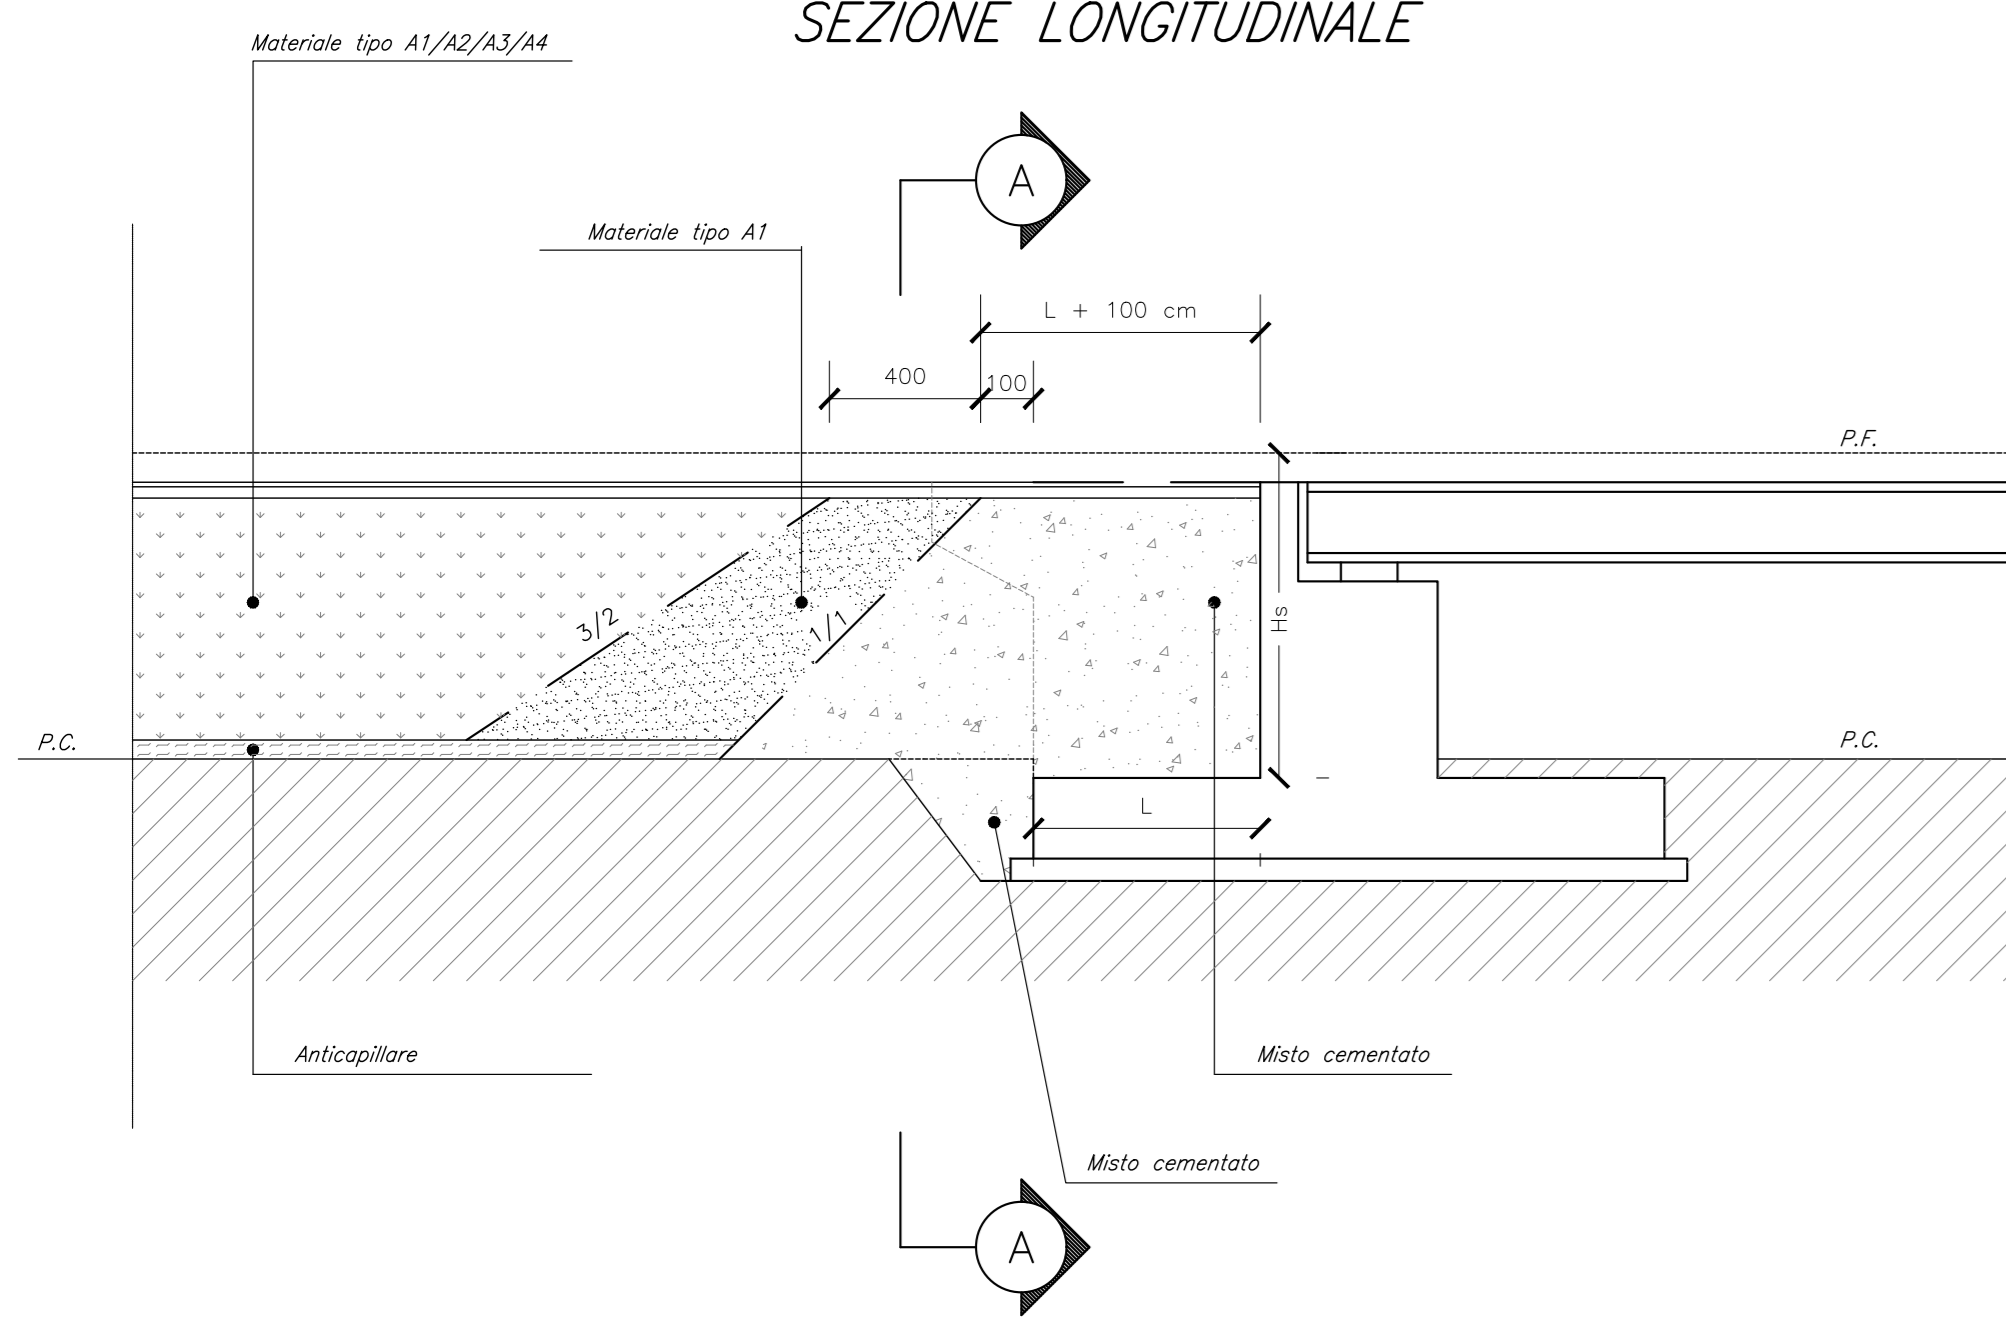 SEZIONE LONGITUDINALE
Materiale tipo A1/A2/A3/A4
A
Materiale tipo A1
L + 100 cm
400
100
P.F.
3/2
1/1
Hs
P.C.
P.C.
L
Anticapillare
Misto cementato
Misto cementato
A